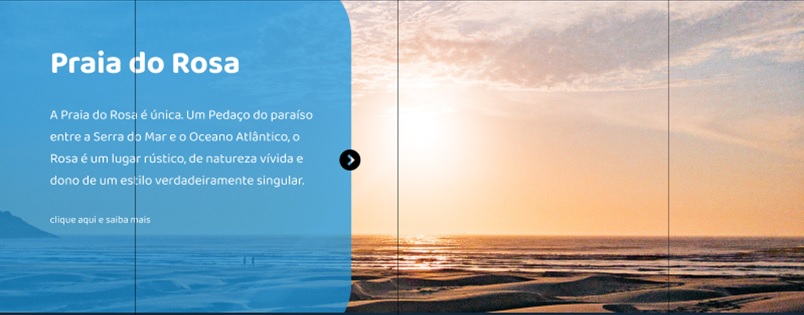 Praia do Rosa
A Praia do Rosa é única. Um Pedaço do paraíso
entre a Serra do Mar e o Oceano Atlântico, o
Rosa é um lugar rústico, de natureza vívida e
dono de um estilo verdadeiramente singular.
clique aqui e saiba mais